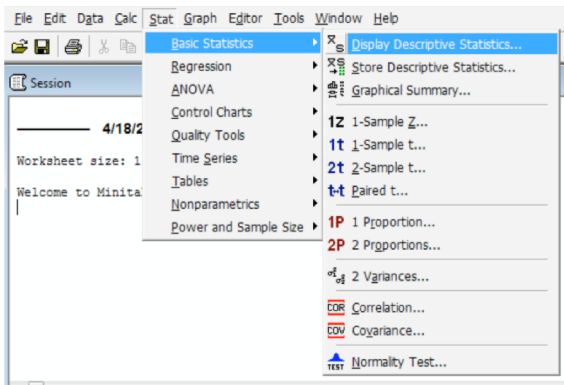 File Edit Data Calc Stat Graph Editor Tools Window Help
Basic Statistics
Regression
ANOVA
Control Charts
Quality Tools
Time Series
Tables
Nonparametrics
Power and Sample Size
Display Descriptive Statistics...
Store Descriptive Statistics...
Graphical Summary...
1Z 1-Sample Z...
1t 1-Sample t...
2t 2-Sample t...
t-t Paired t...
1P 1 Proportion...
2P 2 Proportions...
2 Variances...
COR Correlation...
COV Covariance...
TEST Normality Test...
Session
4/18/2
Worksheet size: 1
Welcome to Minita